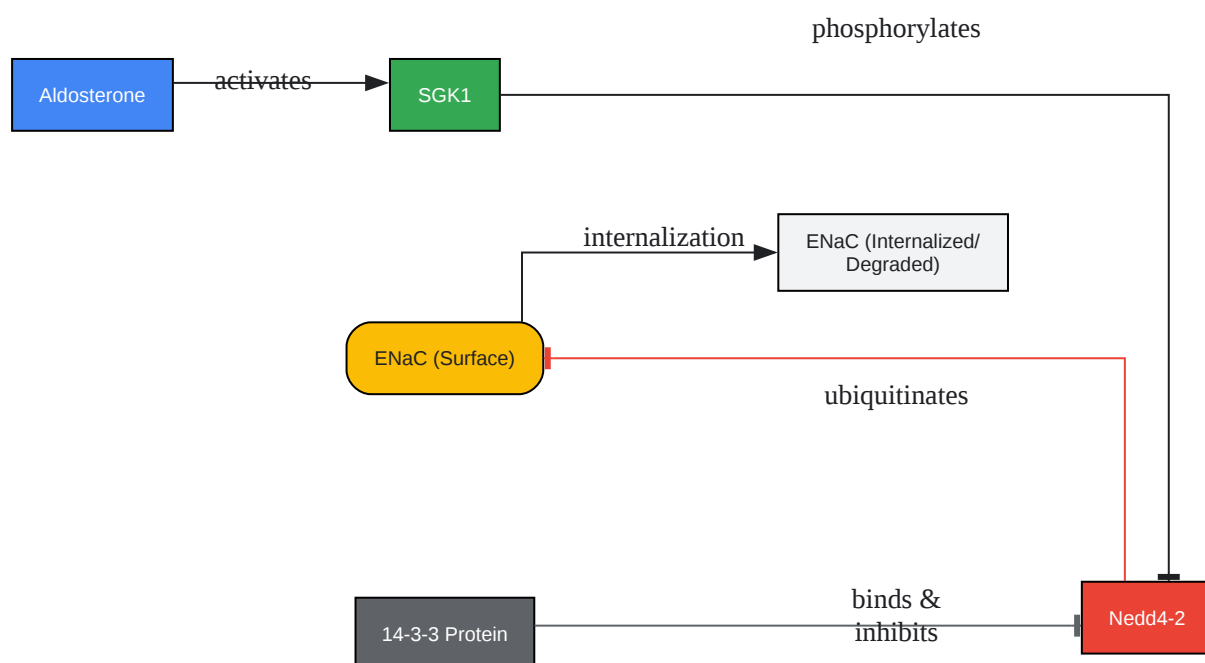 phosphorylates
Aldosterone
activates
SGK1
internalization
ENaC (Internalized/
Degraded)
ENaC (Surface)
ubiquitinates
binds &
inhibits
14-3-3 Protein
Nedd4-2